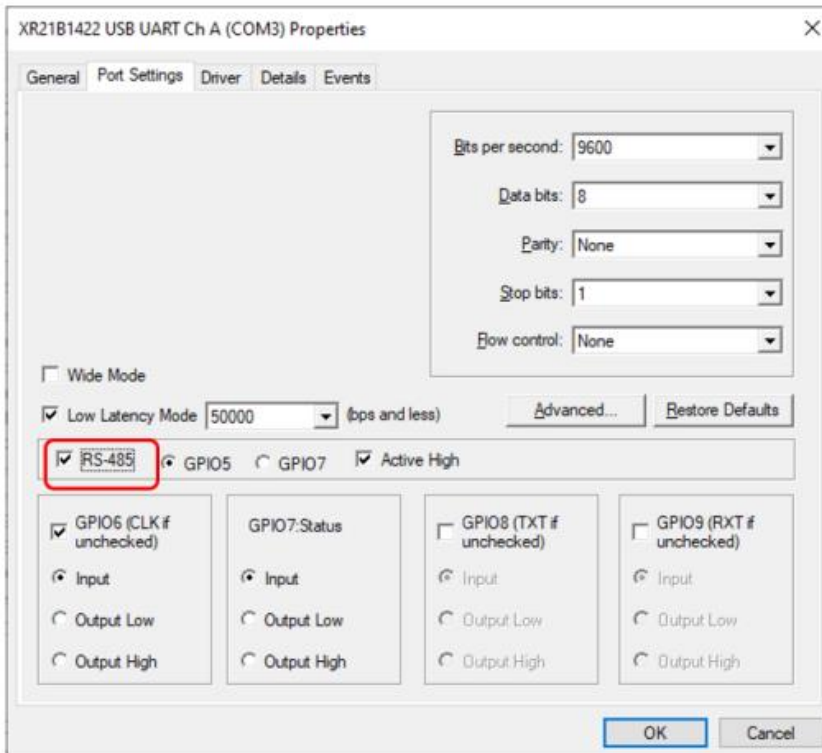 XR21B1422 USB UART Ch A (COM3) Properties
General Port Settings Driver Details Events
Bits per second: 9600
Data bits: 8
Parity: None
Stop bits: 1
Flow control: None
Wide Mode
Low Latency Mode 50000 (bps and less) Advanced... Restore Defaults
RS-485 GPIO5 GPIO7 Active High
GPIO6 (CLK if
unchecked)
Input
Output Low
Output High
GPIO7:Status
Input
Output Low
Output High
GPIO8 (TXT if
unchecked)
Input
Output Low
Output High
GPIO9 (RXT if
unchecked)
Input
Output Low
Output High
OK Cancel